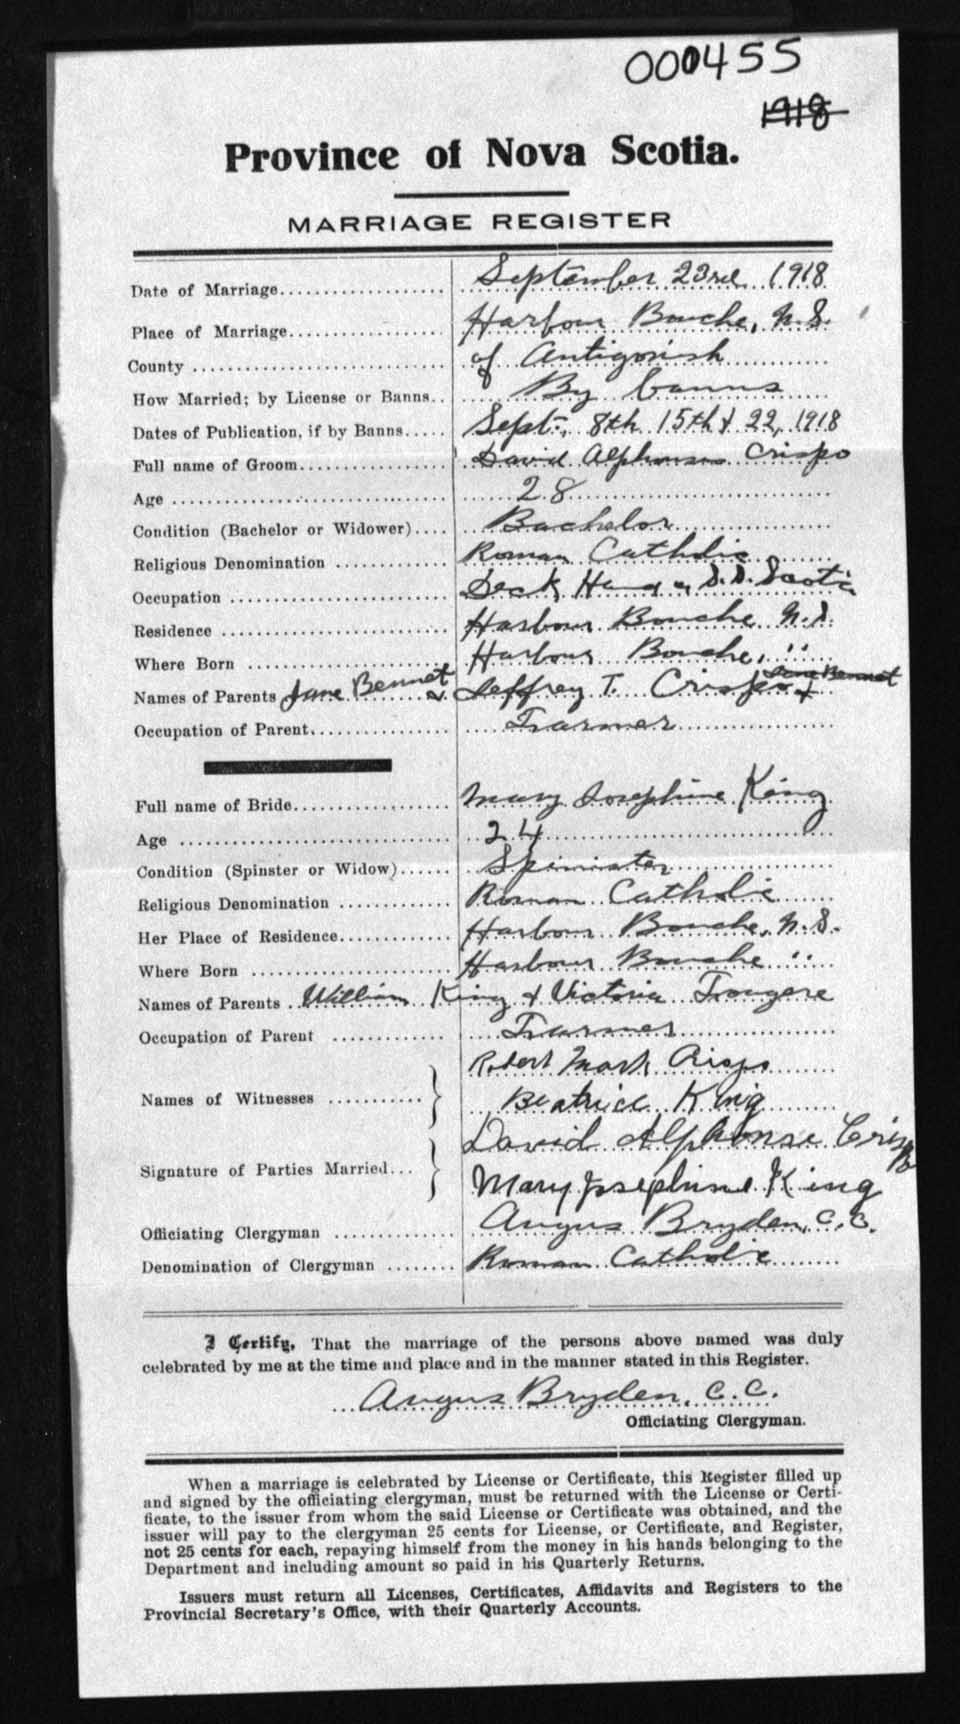 000455
1918
Province of Nova Scotia.
MARRIAGE REGISTER
Date of Marriage September 23rd, 1918
Place of Marriage Harbour Bouche, N.S.
County of Antigonish
How Married; by License or Banns By banns
Dates of Publication, if by Banns Sept. 8th 15th & 22, 1918
Full name of Groom David Alphonsus Crispo
Age 28
Condition (Bachelor or Widower) Bachelor
Religious Denomination Roman Catholic
Occupation Deck Hand S.S. Scotia
Residence Harbour Bouche N.S.
Where Born Harbour Bouche, "
Names of Parents Jane Bennet & Jeffrey T. Crispo & Jane Bennet
Occupation of Parent Farmer
Full name of Bride Mary Josephine King
Age 24
Condition (Spinster or Widow) Spinister
Religious Denomination Roman Catholic
Her Place of Residence Harbour Bouche, N.S.
Where Born Harbour Bouche "
Names of Parents William King & Victoria Fougere
Occupation of Parent Farmer
Names of Witnesses Robert Mark Crispo
Beatrice King
Signature of Parties Married David Alphonse Crispo
Mary Josephine King
Officiating Clergyman Angus Bryden, C.C.
Denomination of Clergyman Roman Catholic
I Certify, That the marriage of the persons above named was duly
celebrated by me at the time and place and in the manner stated in this Register.
Angus Bryden, C.C.
Officiating Clergyman.
When a marriage is celebrated by License or Certificate, this Register filled up
and signed by the officiating clergyman, must be returned with the License or Certi-
ficate, to the issuer from whom the said License or Certificate was obtained, and the
issuer will pay to the clergyman 25 cents for License, or Certificate, and Register,
not 25 cents for each, repaying himself from the money in his hands belonging to the
Department and including amount so paid in his Quarterly Returns.
Issuers must return all Licenses, Certificates, Affidavits and Registers to the
Provincial Secretary's Office, with their Quarterly Accounts.